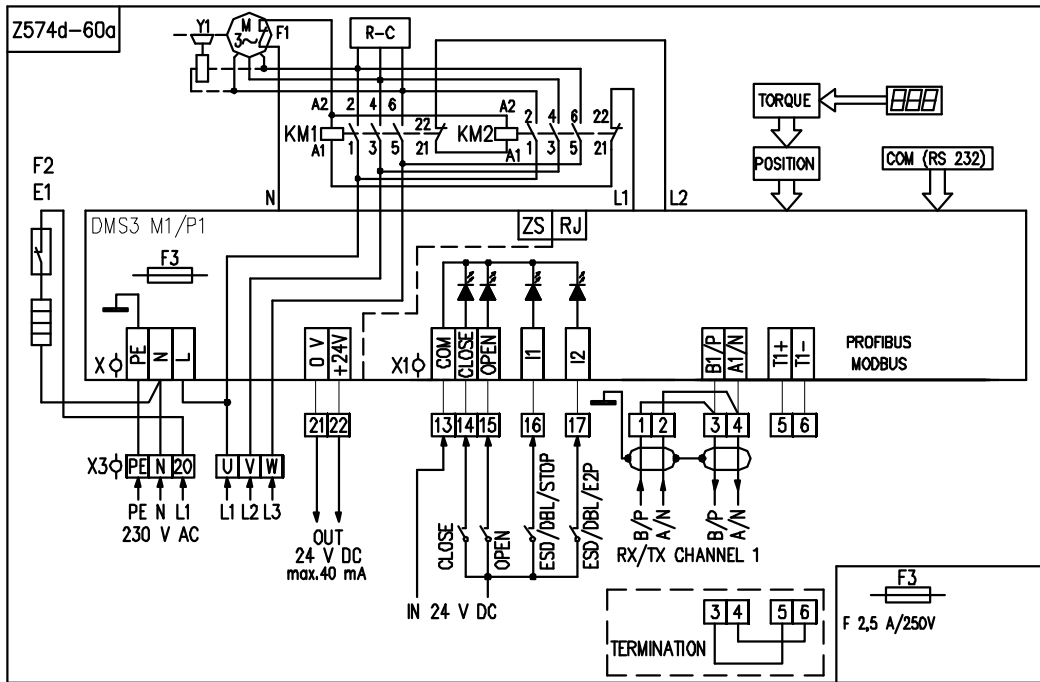 Z574d-60a
Y1
M
3~
F1
R-C
A2
2 4 6
KM1
A1
1 3 5
22
21
A2
2 4 6
KM2
A1
1 3 5
22
21
TORQUE
888
POSITION
COM (RS 232)
F2
E1
N
L1
L2
DMS3 M1/P1
ZS RJ
F3
X
PE
N
L
0 V
+24V
X1
COM
CLOSE
OPEN
I1
I2
B1/P
A1/N
T1+
T1-
PROFIBUS
MODBUS
21 22
13 14 15
16
17
1 2
3 4
5 6
X3
PE N 20
U V W
PE N L1
230 V AC
L1 L2 L3
OUT
24 V DC
max.40 mA
CLOSE
OPEN
ESD/DBL/STOP
ESD/DBL/E2P
B/P
A/N
B/P
A/N
RX/TX CHANNEL 1
IN 24 V DC
TERMINATION
3 4
5 6
F3
F 2,5 A/250V